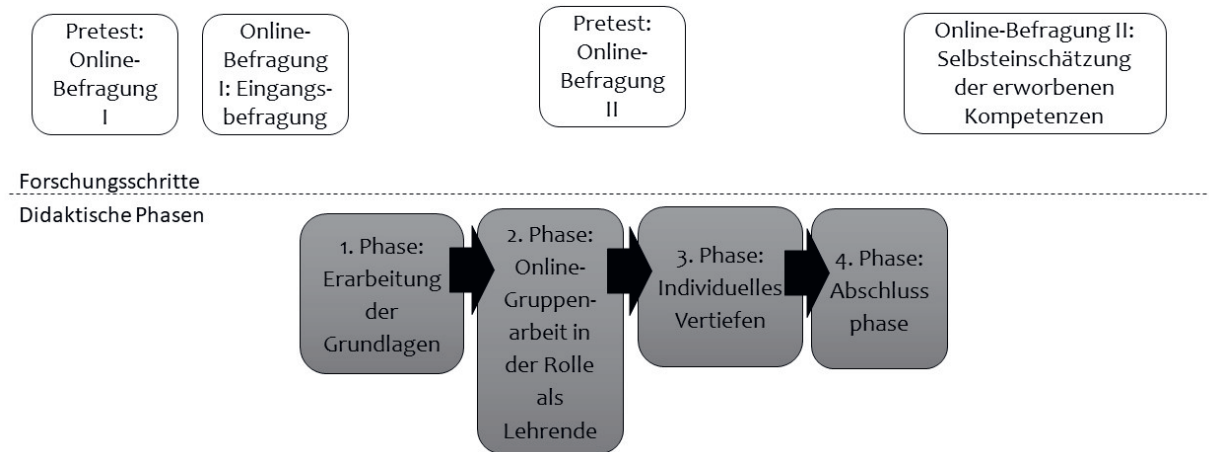 Pretest:
Online-
Befragung
I
Online-
Befragung
I: Eingangs-
befragung
Pretest:
Online-
Befragung
II
Online-Befragung II:
Selbsteinschätzung
der erworbenen
Kompetenzen
Forschungsschritte
Didaktische Phasen
1. Phase:
Erarbeitung
der
Grundlagen
2. Phase:
Online-
Gruppen-
arbeit in
der Rolle
als
Lehrende
3. Phase:
Individuelles
Vertiefen
4. Phase:
Abschluss
phase